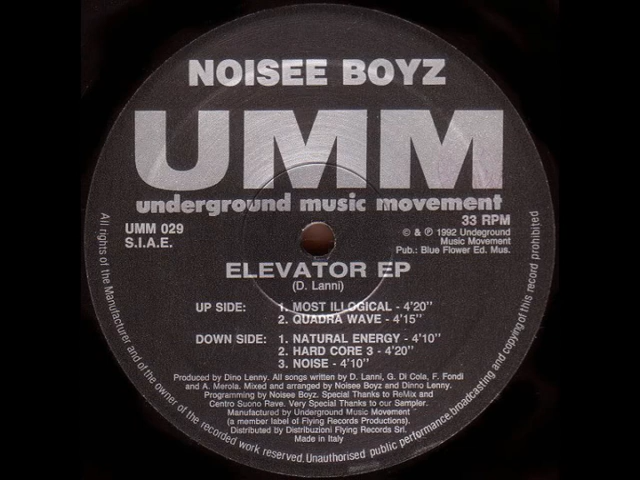 NOISEE BOYZ
UMM
underground music movement
UMM 029
S.I.A.E.
33 RPM
© & ℗ 1992 Undeground
Music Movement
Pub.: Blue Flower Ed. Mus.
ELEVATOR EP
(D. Lanni)
UP SIDE: 1. MOST ILLOGICAL - 4'20"
2. QUADRA WAVE - 4'15"
DOWN SIDE: 1. NATURAL ENERGY - 4'10"
2. HARD CORE 3 - 4'20"
3. NOISE - 4'10"
Produced by Dino Lenny. All songs written by D. Lanni, G. Di Cola, F. Fondi
and A. Merola. Mixed and arranged by Noisee Boyz and Dinno Lenny.
Programming by Noisee Boyz. Special Thanks to ReMix and
Centro Suono Rave. Very Special Thanks to our Sampler.
Manufactured by Underground Music Movement
(a member label of Flying Records Productions).
Distributed by Distribuzioni Flying Records Srl.
Made in Italy
All rights of the Manufacturer and of the owner of the recorded work reserved. Unauthorised public performance, broadcasting and copying of this record prohibited